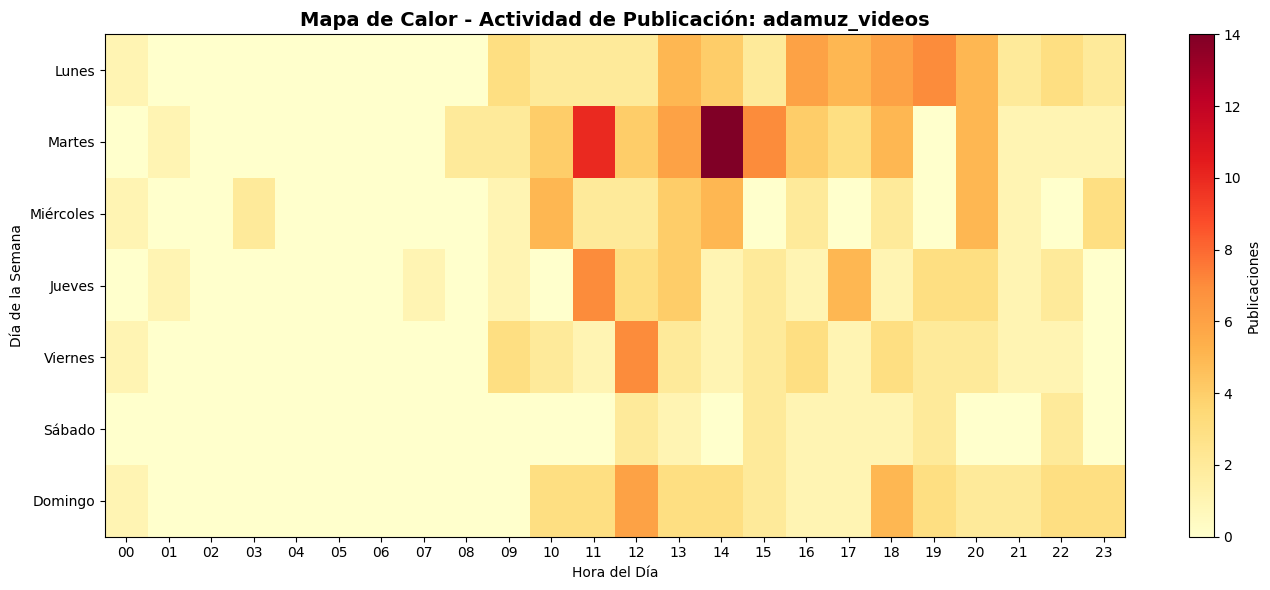 Mapa de Calor - Actividad de Publicación: adamuz_videos
Día de la Semana
Lunes
Martes
Miércoles
Jueves
Viernes
Sábado
Domingo
00 01 02 03 04 05 06 07 08 09 10 11 12 13 14 15 16 17 18 19 20 21 22 23
Hora del Día
14
12
10
8
6
4
2
0
Publicaciones